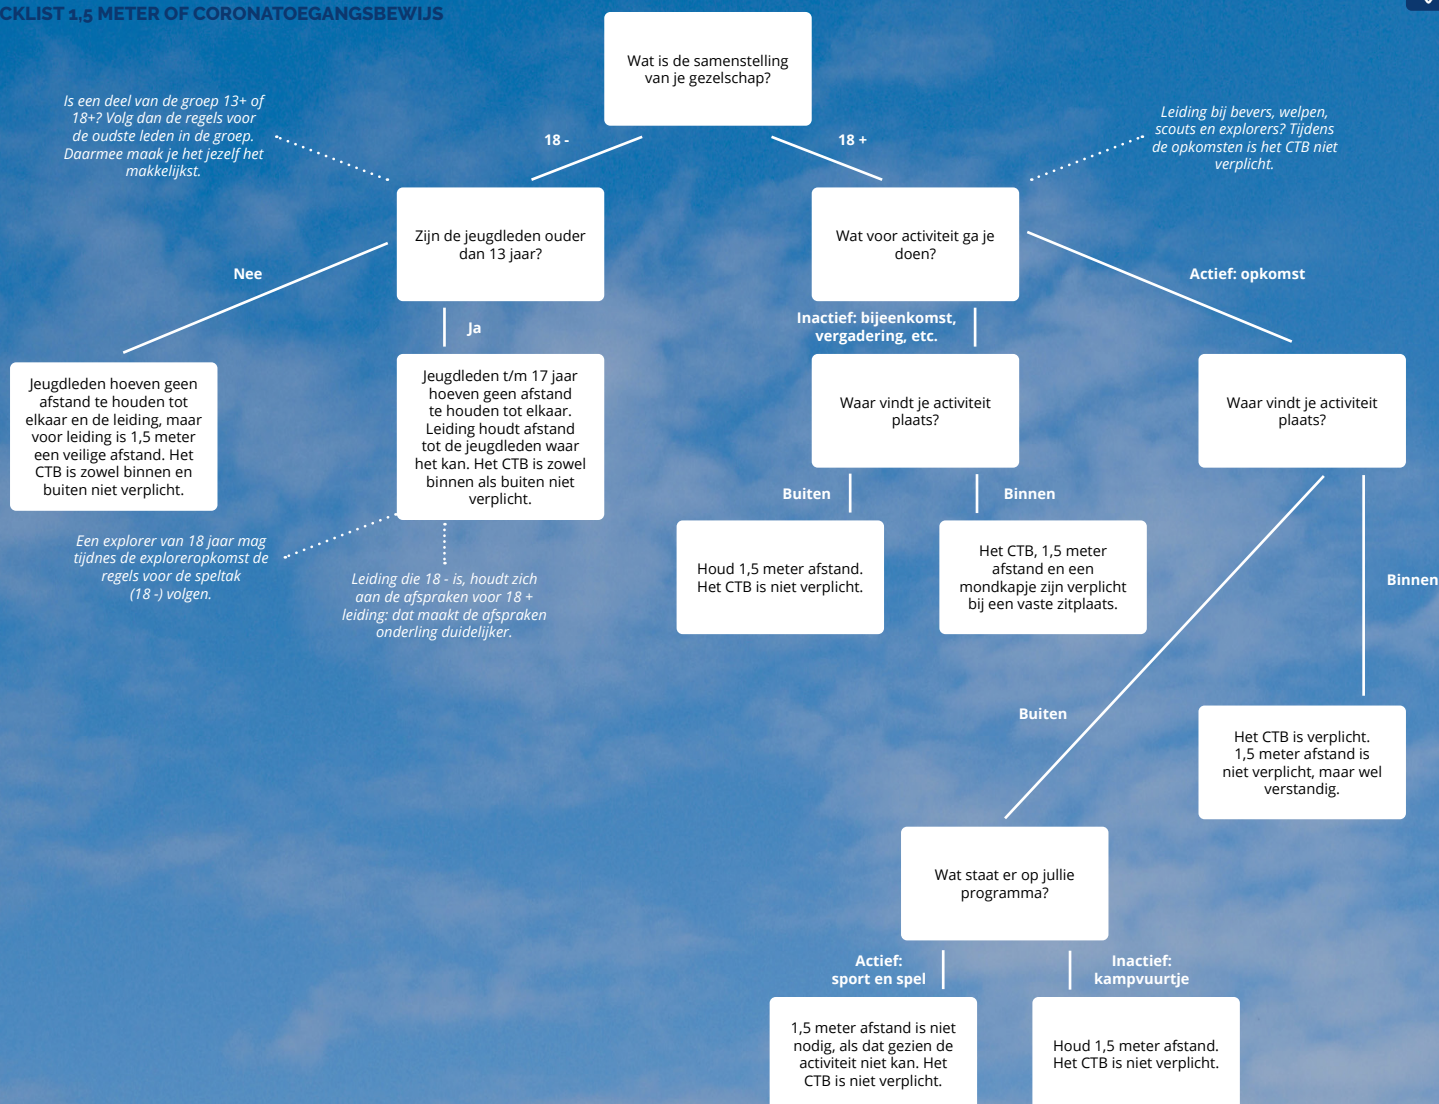 CKLIST 1,5 METER OF CORONATOEGANGSBEWIJS
Wat is de samenstelling
van je gezelschap?
Is een deel van de groep 13+ of
18+? Volg dan de regels voor
de oudste leden in de groep.
Daarmee maak je het jezelf het
makkelijkst.
18 -
18 +
Leiding bij bevers, welpen,
scouts en explorers? Tijdens
de opkomsten is het CTB niet
verplicht.
Zijn de jeugdleden ouder
dan 13 jaar?
Wat voor activiteit ga je
doen?
Nee
Ja
Inactief: bijeenkomst,
vergadering, etc.
Actief: opkomst
Jeugdleden hoeven geen
afstand te houden tot
elkaar en de leiding, maar
voor leiding is 1,5 meter
een veilige afstand. Het
CTB is zowel binnen en
buiten niet verplicht.
Jeugdleden t/m 17 jaar
hoeven geen afstand
te houden tot elkaar.
Leiding houdt afstand
tot de jeugdleden waar
het kan. Het CTB is zowel
binnen als buiten niet
verplicht.
Waar vindt je activiteit
plaats?
Waar vindt je activiteit
plaats?
Buiten
Binnen
Een explorer van 18 jaar mag
tijdnes de exploreropkomst de
regels voor de speltak
(18 -) volgen.
Leiding die 18 - is, houdt zich
aan de afspraken voor 18 +
leiding: dat maakt de afspraken
onderling duidelijker.
Houd 1,5 meter afstand.
Het CTB is niet verplicht.
Het CTB, 1,5 meter
afstand en een
mondkapje zijn verplicht
bij een vaste zitplaats.
Binnen
Buiten
Het CTB is verplicht.
1,5 meter afstand is
niet verplicht, maar wel
verstandig.
Wat staat er op jullie
programma?
Actief:
sport en spel
Inactief:
kampvuurtje
1,5 meter afstand is niet
nodig, als dat gezien de
activiteit niet kan. Het
CTB is niet verplicht.
Houd 1,5 meter afstand.
Het CTB is niet verplicht.